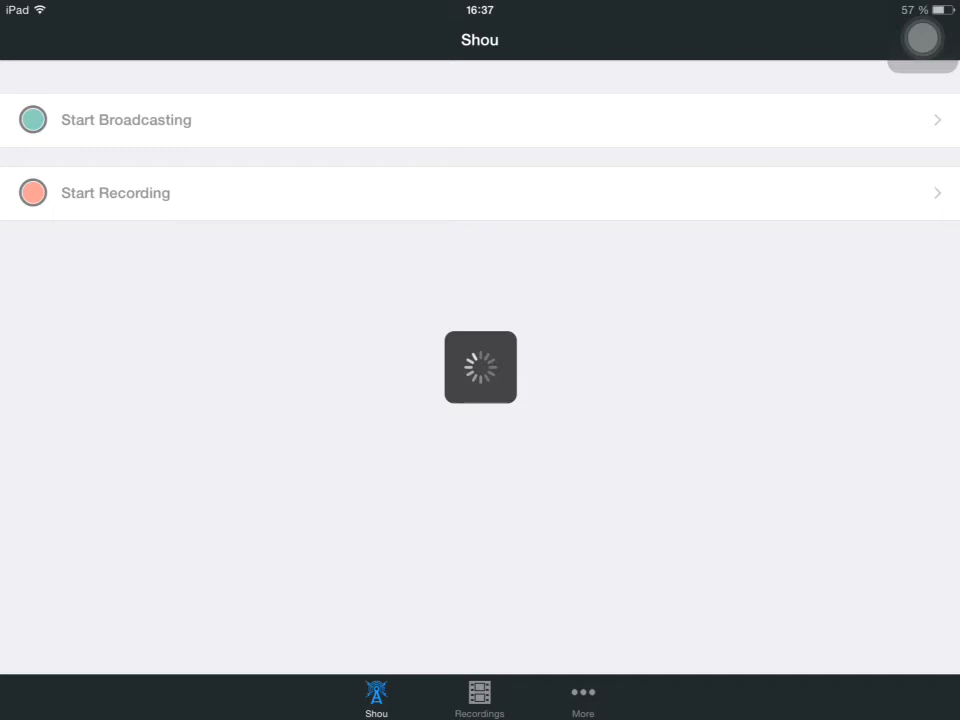 iPad
16:37
57 %
Shou
Start Broadcasting
Start Recording
Shou
Recordings
More